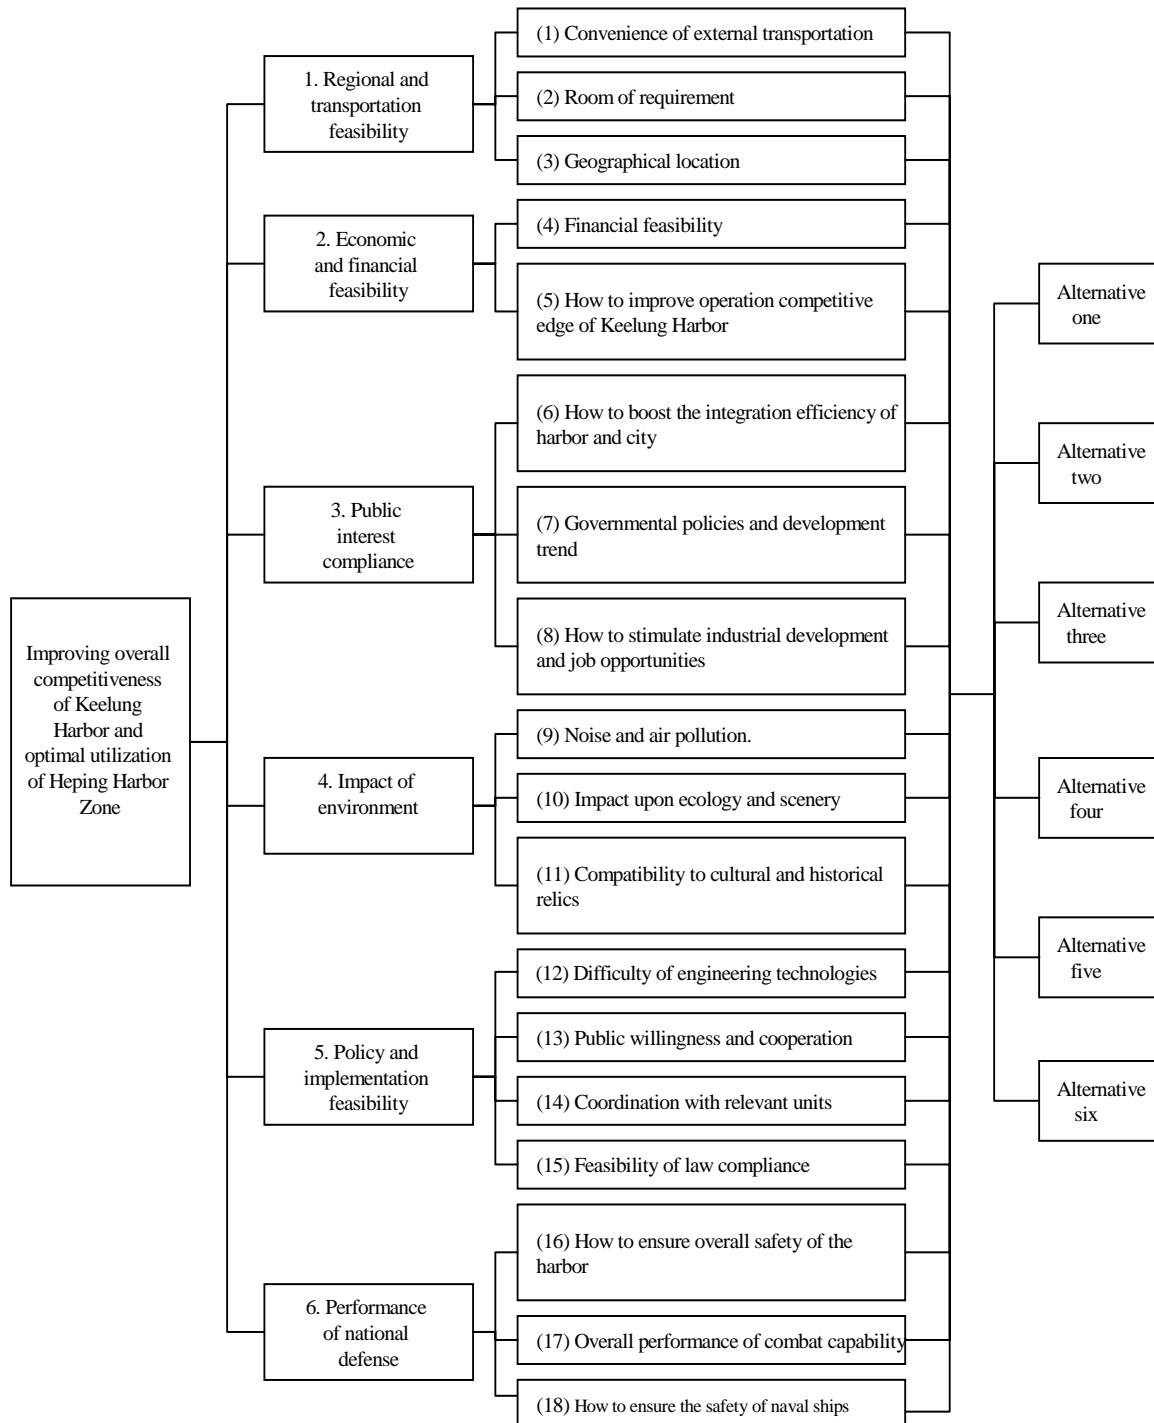 Improving overall
competitiveness
of Keelung
Harbor and
optimal utilization
of Heping Harbor
Zone
1. Regional and
transportation
feasibility
2. Economic
and financial
feasibility
3. Public
interest
compliance
4. Impact of
environment
5. Policy and
implementation
feasibility
6. Performance
of national
defense
(1) Convenience of external transportation
(2) Room of requirement
(3) Geographical location
(4) Financial feasibility
(5) How to improve operation competitive
edge of Keelung Harbor
(6) How to boost the integration efficiency of
harbor and city
(7) Governmental policies and development
trend
(8) How to stimulate industrial development
and job opportunities
(9) Noise and air pollution.
(10) Impact upon ecology and scenery
(11) Compatibility to cultural and historical
relics
(12) Difficulty of engineering technologies
(13) Public willingness and cooperation
(14) Coordination with relevant units
(15) Feasibility of law compliance
(16) How to ensure overall safety of the
harbor
(17) Overall performance of combat capability
(18) How to ensure the safety of naval ships
Alternative
one
Alternative
two
Alternative
three
Alternative
four
Alternative
five
Alternative
six